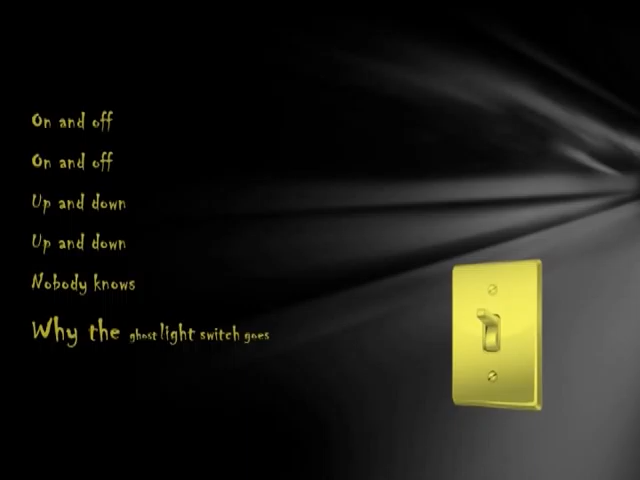 On and off
On and off
Up and down
Up and down
Nobody knows
Why the ghost light switch goes